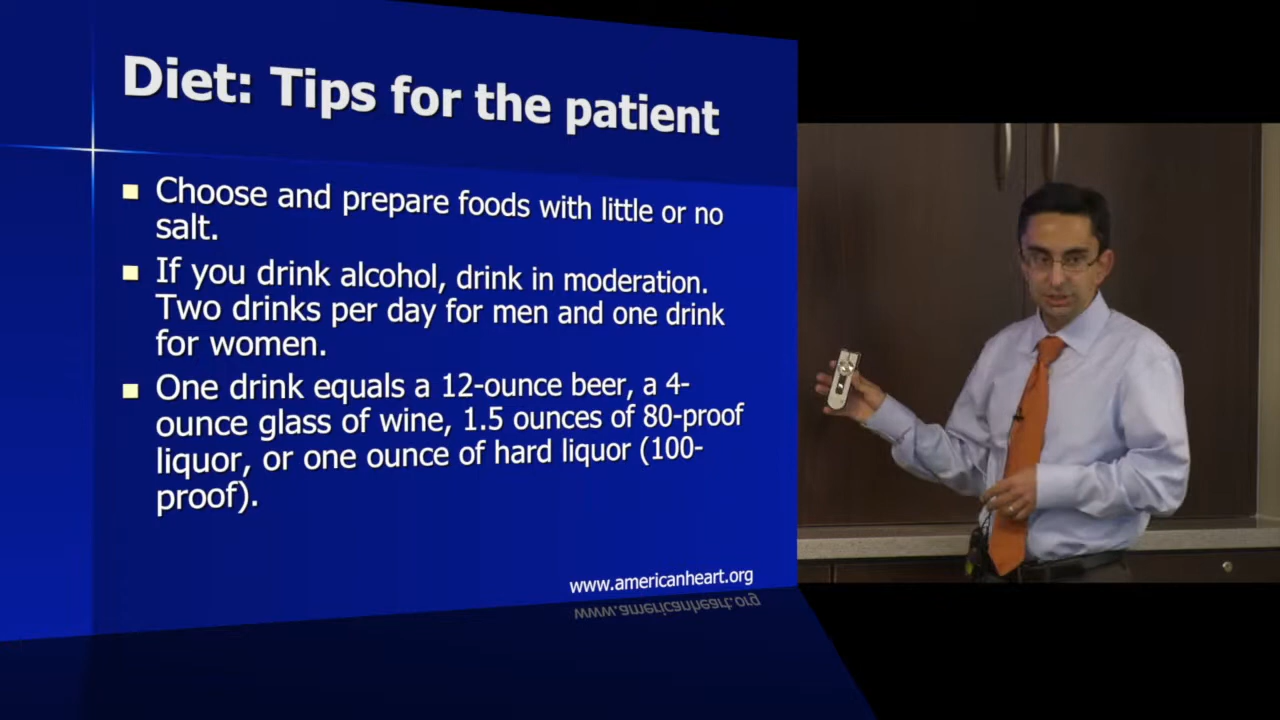 Diet: Tips for the patient
Choose and prepare foods with little or no
salt.
If you drink alcohol, drink in moderation.
Two drinks per day for men and one drink
for women.
One drink equals a 12-ounce beer, a 4-
ounce glass of wine, 1.5 ounces of 80-proof
liquor, or one ounce of hard liquor (100-
proof).
www.americanheart.org
www.americanheart.org